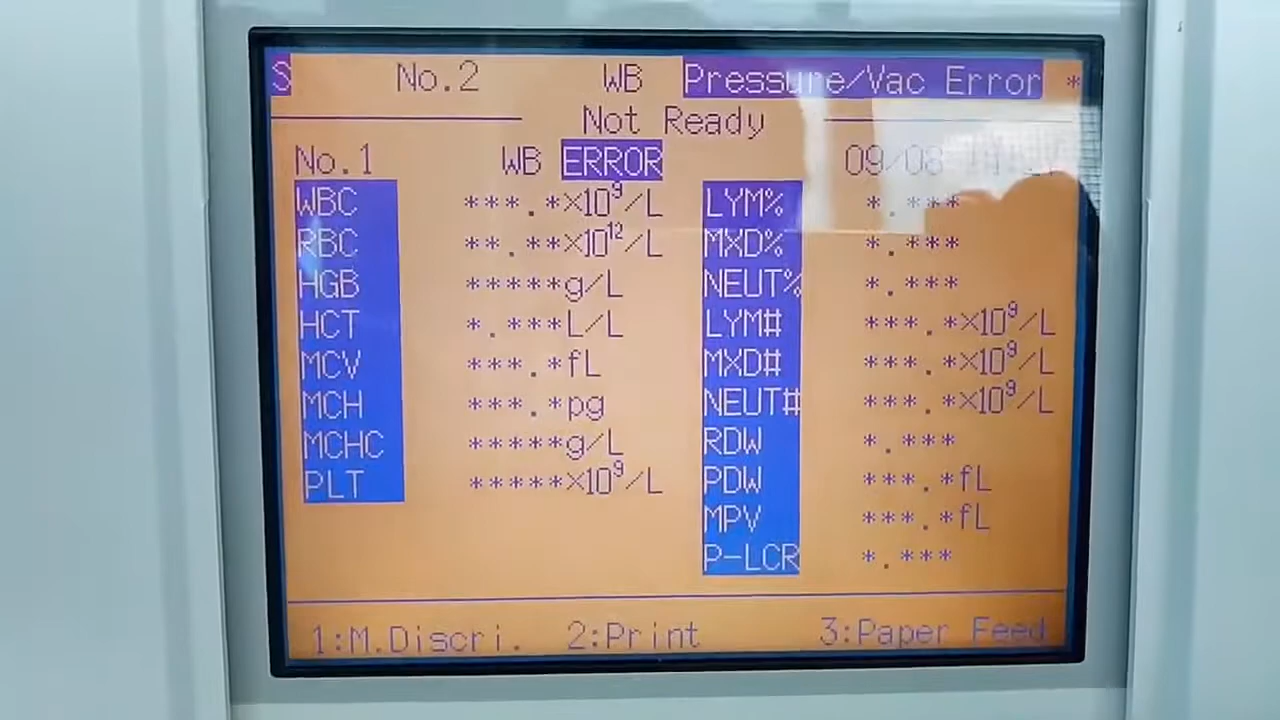 S No.2 WB Pressure/Vac Error *
Not Ready
No.1 WB ERROR 09/08
WBC ***.*×10⁹/L LYM% *.***
RBC **.**×10¹²/L MXD% *.***
HGB *****g/L NEUT% *.***
HCT *.***L/L LYM# ***.*×10⁹/L
MCV ***.*fL MXD# ***.*×10⁹/L
MCH ***.*pg NEUT# ***.*×10⁹/L
MCHC *****g/L RDW *.***
PLT *****×10⁹/L PDW ***.*fL
MPV ***.*fL
P-LCR *.***
1:M.Discri. 2:Print 3:Paper Feed